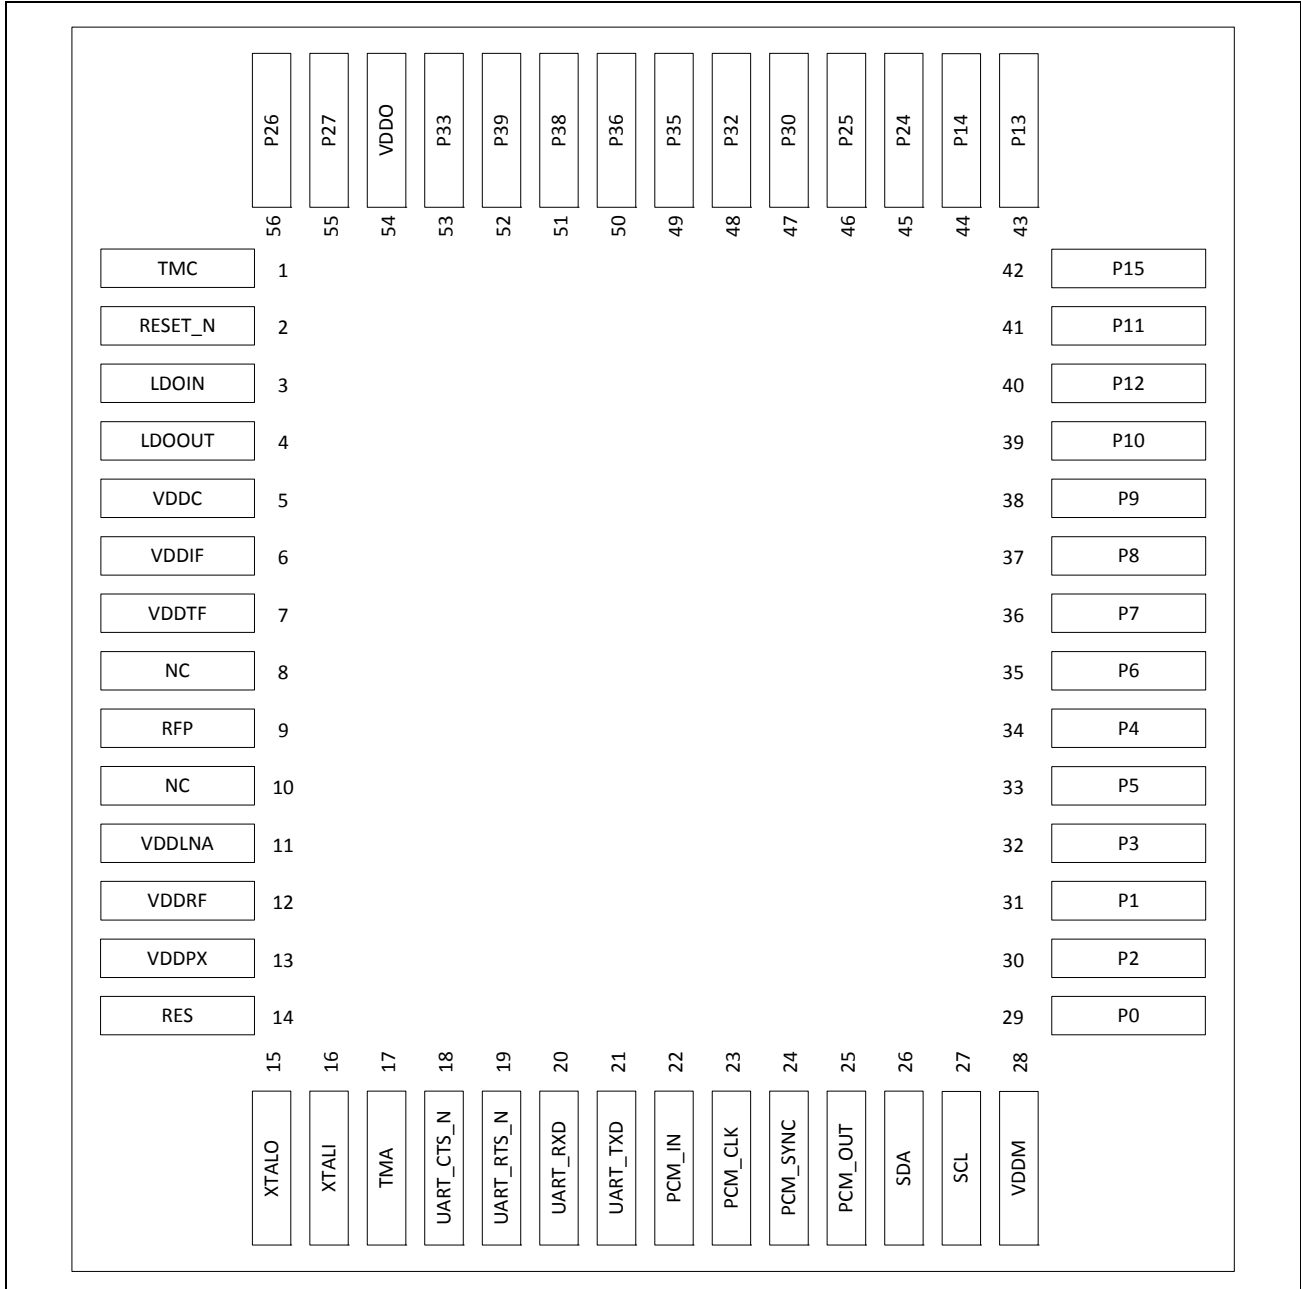 P26 P27 VDDO P33 P39 P38 P36 P35 P32 P30 P25 P24 P14 P13
56 55 54 53 52 51 50 49 48 47 46 45 44 43
TMC 1 42 P15
RESET_N 2 41 P11
LDOIN 3 40 P12
LDOOUT 4 39 P10
VDDC 5 38 P9
VDDIF 6 37 P8
VDDTF 7 36 P7
NC 8 35 P6
RFP 9 34 P4
NC 10 33 P5
VDDLNA 11 32 P3
VDDRF 12 31 P1
VDDPX 13 30 P2
RES 14 29 P0
15 16 17 18 19 20 21 22 23 24 25 26 27 28
XTALO XTALI TMA UART_CTS_N UART_RTS_N UART_RXD UART_TXD PCM_IN PCM_CLK PCM_SYNC PCM_OUT SDA SCL VDDM